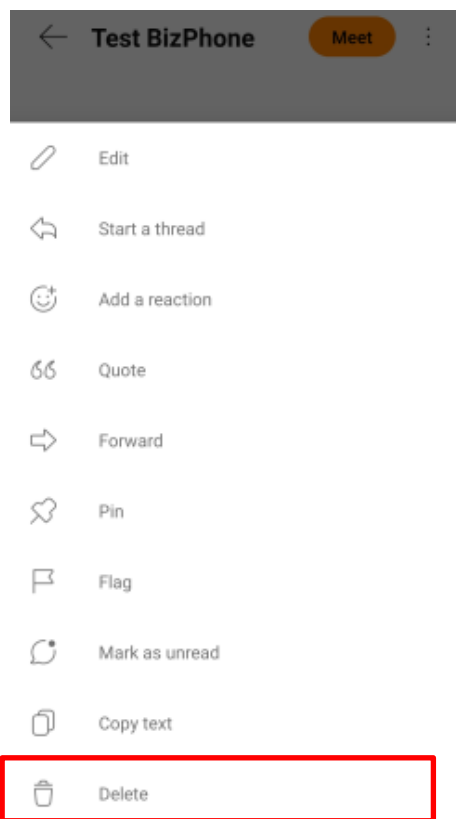 Test BizPhone Meet
Edit
Start a thread
Add a reaction
Quote
Forward
Pin
Flag
Mark as unread
Copy text
Delete